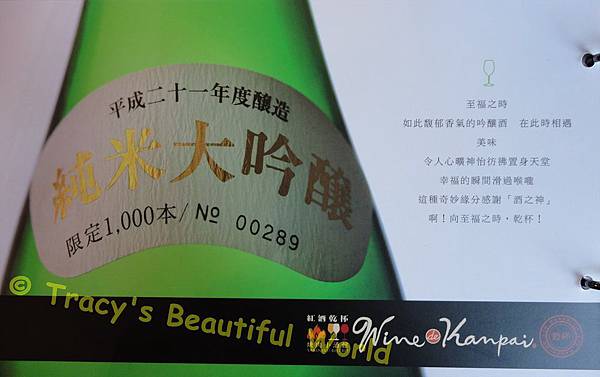 平成二十一年度醸造
純米大吟醸
限定1,000本/№ 00289
至福之時
如此馥郁香氣的吟釀酒 在此時相遇
美味
令人心曠神怡彷彿置身天堂
幸福的瞬間滑過喉嚨
這種奇妙緣分感謝「酒之神」
啊！向至福之時，乾杯！
© Tracy's Beautiful World
紅酒乾杯
Wine de Kanpai